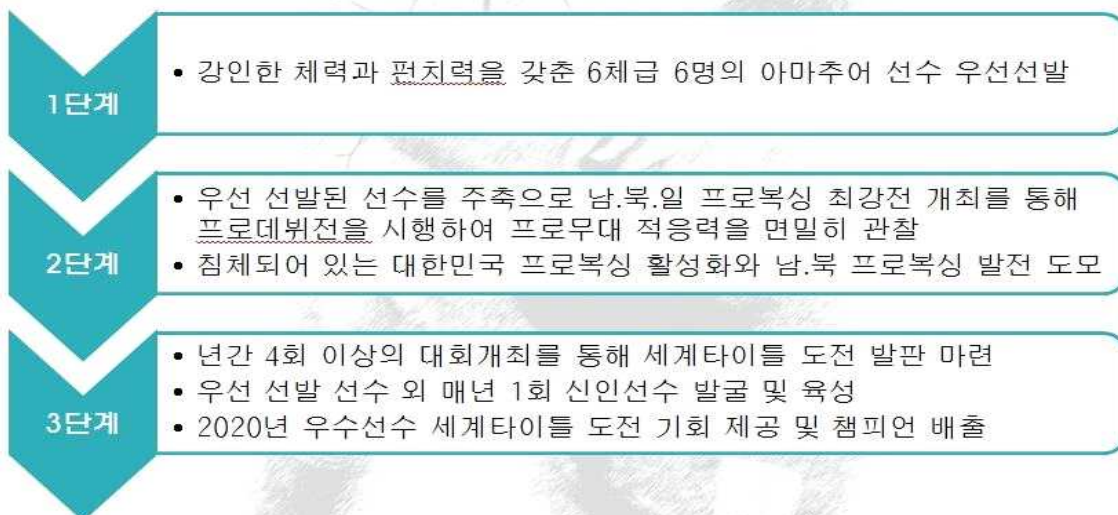 1단계
• 강인한 체력과 펀치력을 갖춘 6체급 6명의 아마추어 선수 우선선발
2단계
• 우선 선발된 선수를 주축으로 남.북.일 프로복싱 최강전 개최를 통해
프로데뷔전을 시행하여 프로무대 적응력을 면밀히 관찰
• 침체되어 있는 대한민국 프로복싱 활성화와 남.북 프로복싱 발전 도모
3단계
• 년간 4회 이상의 대회개최를 통해 세계타이틀 도전 발판 마련
• 우선 선발 선수 외 매년 1회 신인선수 발굴 및 육성
• 2020년 우수선수 세계타이틀 도전 기회 제공 및 챔피언 배출